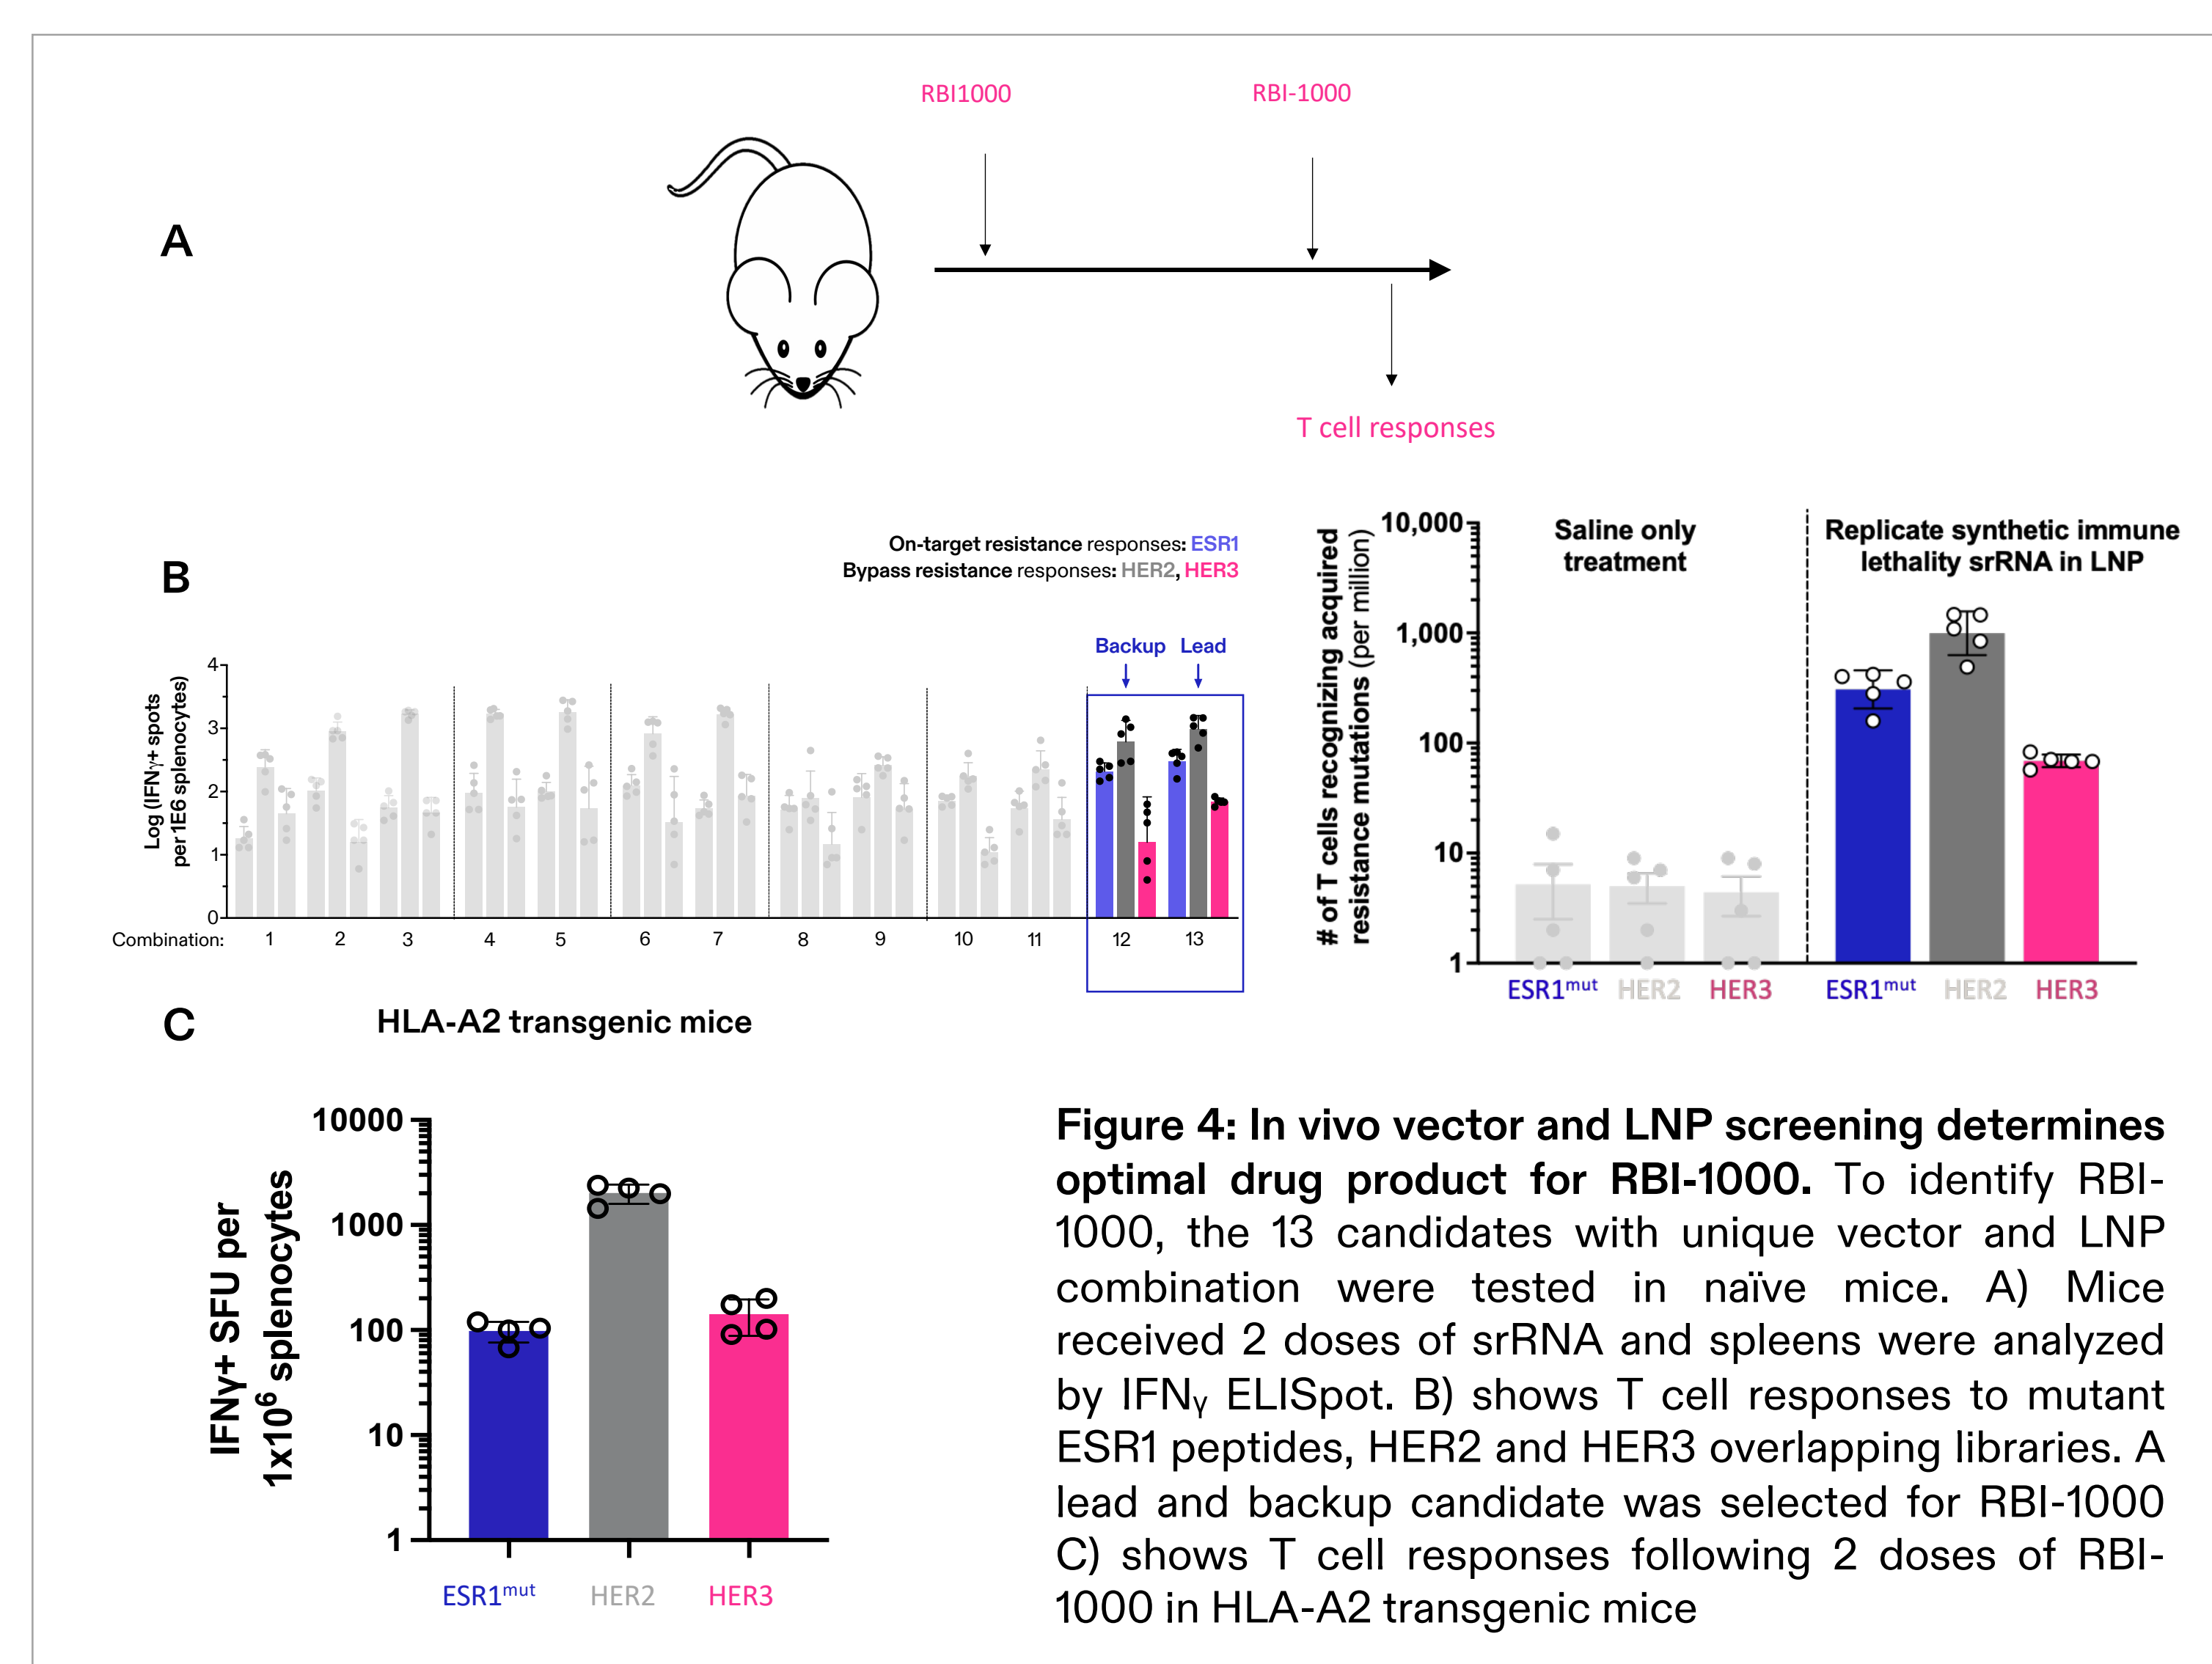 RBI1000
RBI-1000
A
T cell responses
B
On-target resistance responses: ESR1
Bypass resistance responses: HER2, HER3
Backup Lead
Log (IFNγ+ spots
per 1E6 splenocytes)
4
3
2
1
0
Combination: 1 2 3 4 5 6 7 8 9 10 11 12 13
# of T cells recognizing acquired
resistance mutations (per million)
10,000
1,000
100
10
1
Saline only
treatment
Replicate synthetic immune
lethality srRNA in LNP
ESR1mut HER2 HER3 ESR1mut HER2 HER3
C
HLA-A2 transgenic mice
IFNγ+ SFU per
1x10⁶ splenocytes
10000
1000
100
10
1
ESR1mut HER2 HER3
Figure 4: In vivo vector and LNP screening determines
optimal drug product for RBI-1000. To identify RBI-
1000, the 13 candidates with unique vector and LNP
combination were tested in naïve mice. A) Mice
received 2 doses of srRNA and spleens were analyzed
by IFNγ ELISpot. B) shows T cell responses to mutant
ESR1 peptides, HER2 and HER3 overlapping libraries. A
lead and backup candidate was selected for RBI-1000
C) shows T cell responses following 2 doses of RBI-
1000 in HLA-A2 transgenic mice